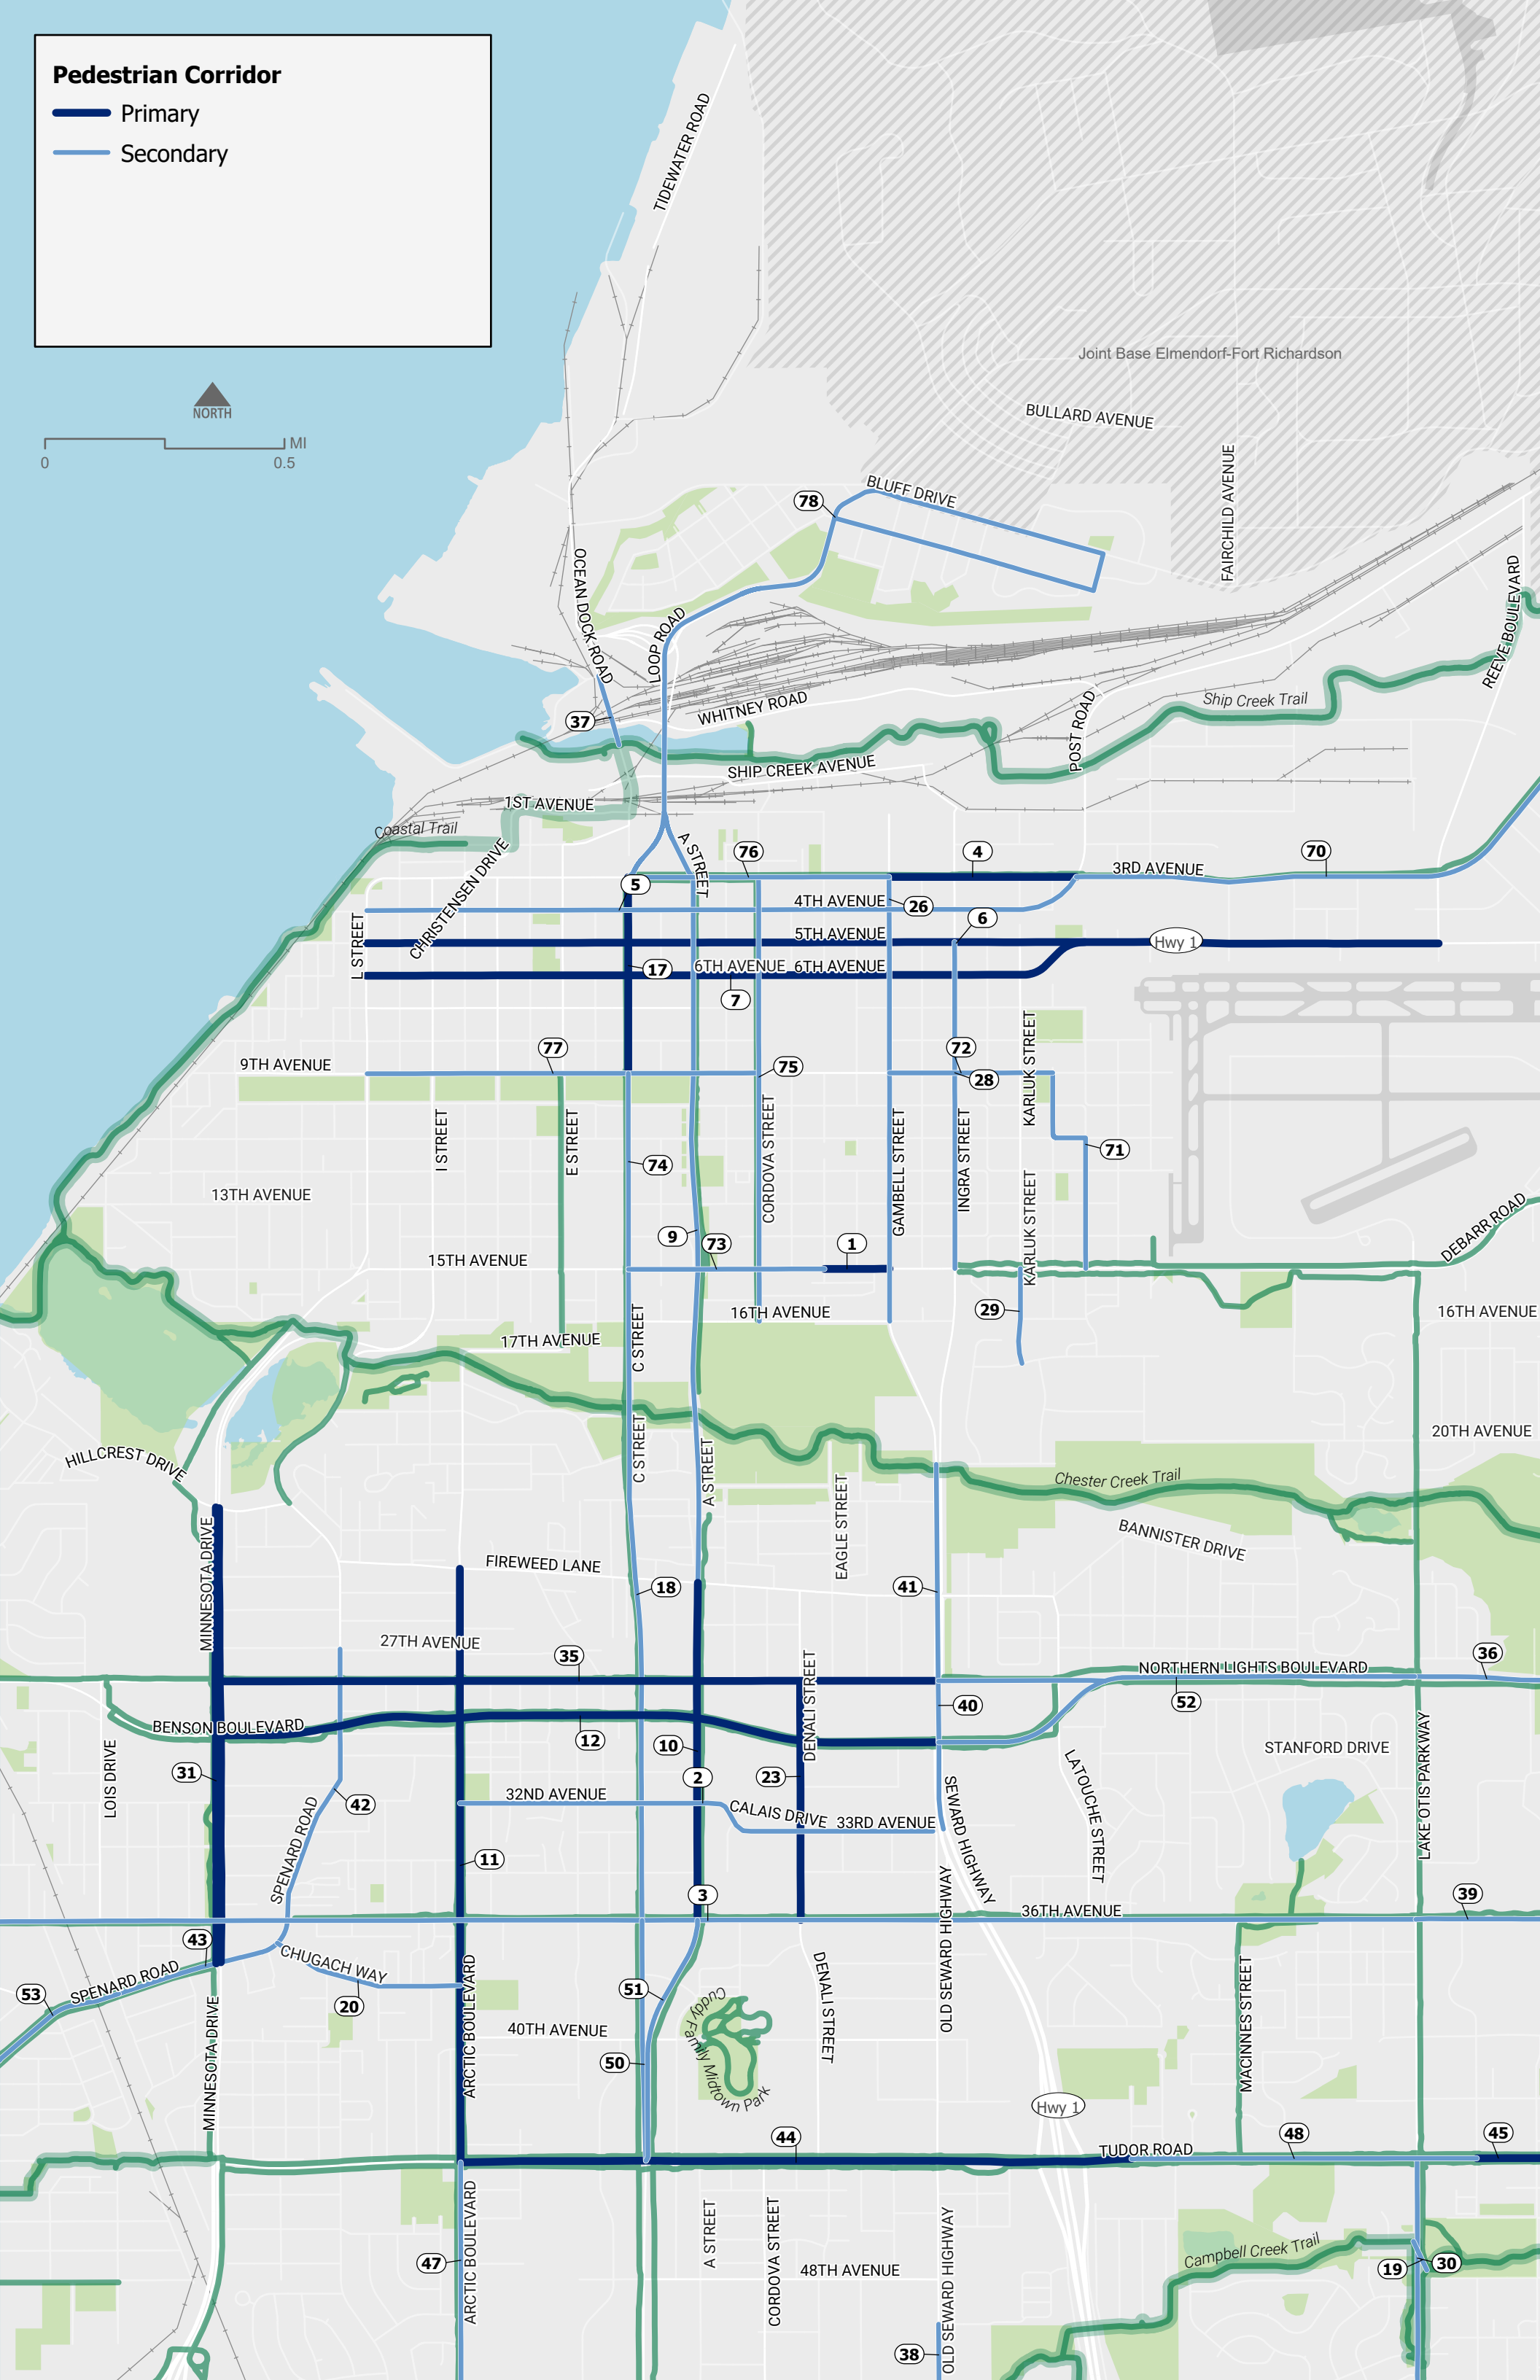 Pedestrian Corridor
Primary
Secondary
NORTH
MI
0
0.5
TIDEWATER ROAD
Joint Base Elmendorf-Fort Richardson
BULLARD AVENUE
FAIRCHILD AVENUE
BLUFF DRIVE
78
OCEAN DOCK ROAD
LOOP ROAD
REEVE BOULEVARD
37
WHITNEY ROAD
Ship Creek Trail
POST ROAD
SHIP CREEK AVENUE
1ST AVENUE
Coastal Trail
CHRISTENSEN DRIVE
A STREET
76
4
70
3RD AVENUE
5
4TH AVENUE
26
6
L STREET
5TH AVENUE
Hwy 1
17
6TH AVENUE
6TH AVENUE
7
77
72
9TH AVENUE
75
28
KARLUK STREET
I STREET
E STREET
CORDOVA STREET
GAMBELL STREET
INGRA STREET
71
74
13TH AVENUE
KARLUK STREET
9
73
1
DEBARR ROAD
15TH AVENUE
16TH AVENUE
29
16TH AVENUE
17TH AVENUE
C STREET
HILLCREST DRIVE
C STREET
A STREET
20TH AVENUE
Chester Creek Trail
EAGLE STREET
BANNISTER DRIVE
MINNESOTA DRIVE
FIREWEED LANE
18
41
27TH AVENUE
35
DENALI STREET
NORTHERN LIGHTS BOULEVARD
36
52
BENSON BOULEVARD
12
10
40
LOIS DRIVE
STANFORD DRIVE
LAKE OTIS PARKWAY
31
2
23
42
32ND AVENUE
CALAIS DRIVE
33RD AVENUE
SEWARD HIGHWAY
LATOUCHE STREET
SPENARD ROAD
11
3
39
36TH AVENUE
43
OLD SEWARD HIGHWAY
SPENARD ROAD
CHUGACH WAY
53
20
51
DENALI STREET
MACINNES STREET
MINNESOTA DRIVE
ARCTIC BOULEVARD
40TH AVENUE
50
Cuddy Family Midtown Park
Hwy 1
44
48
45
TUDOR ROAD
ARCTIC BOULEVARD
A STREET
CORDOVA STREET
OLD SEWARD HIGHWAY
Campbell Creek Trail
47
48TH AVENUE
19
30
38